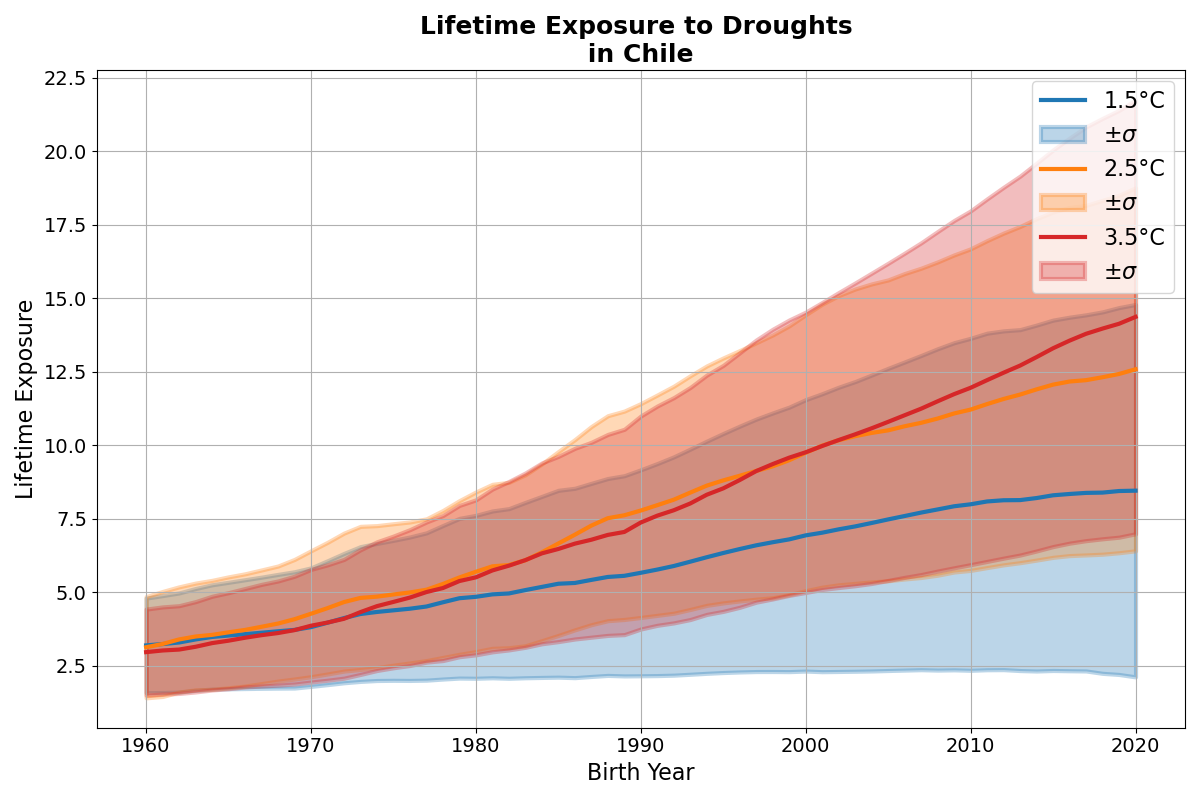 Lifetime Exposure to Droughts
in Chile
22.5
20.0
17.5
15.0
12.5
10.0
7.5
5.0
2.5
Lifetime Exposure
1.5°C
±σ
2.5°C
±σ
3.5°C
±σ
1960
1970
1980
1990
2000
2010
2020
Birth Year